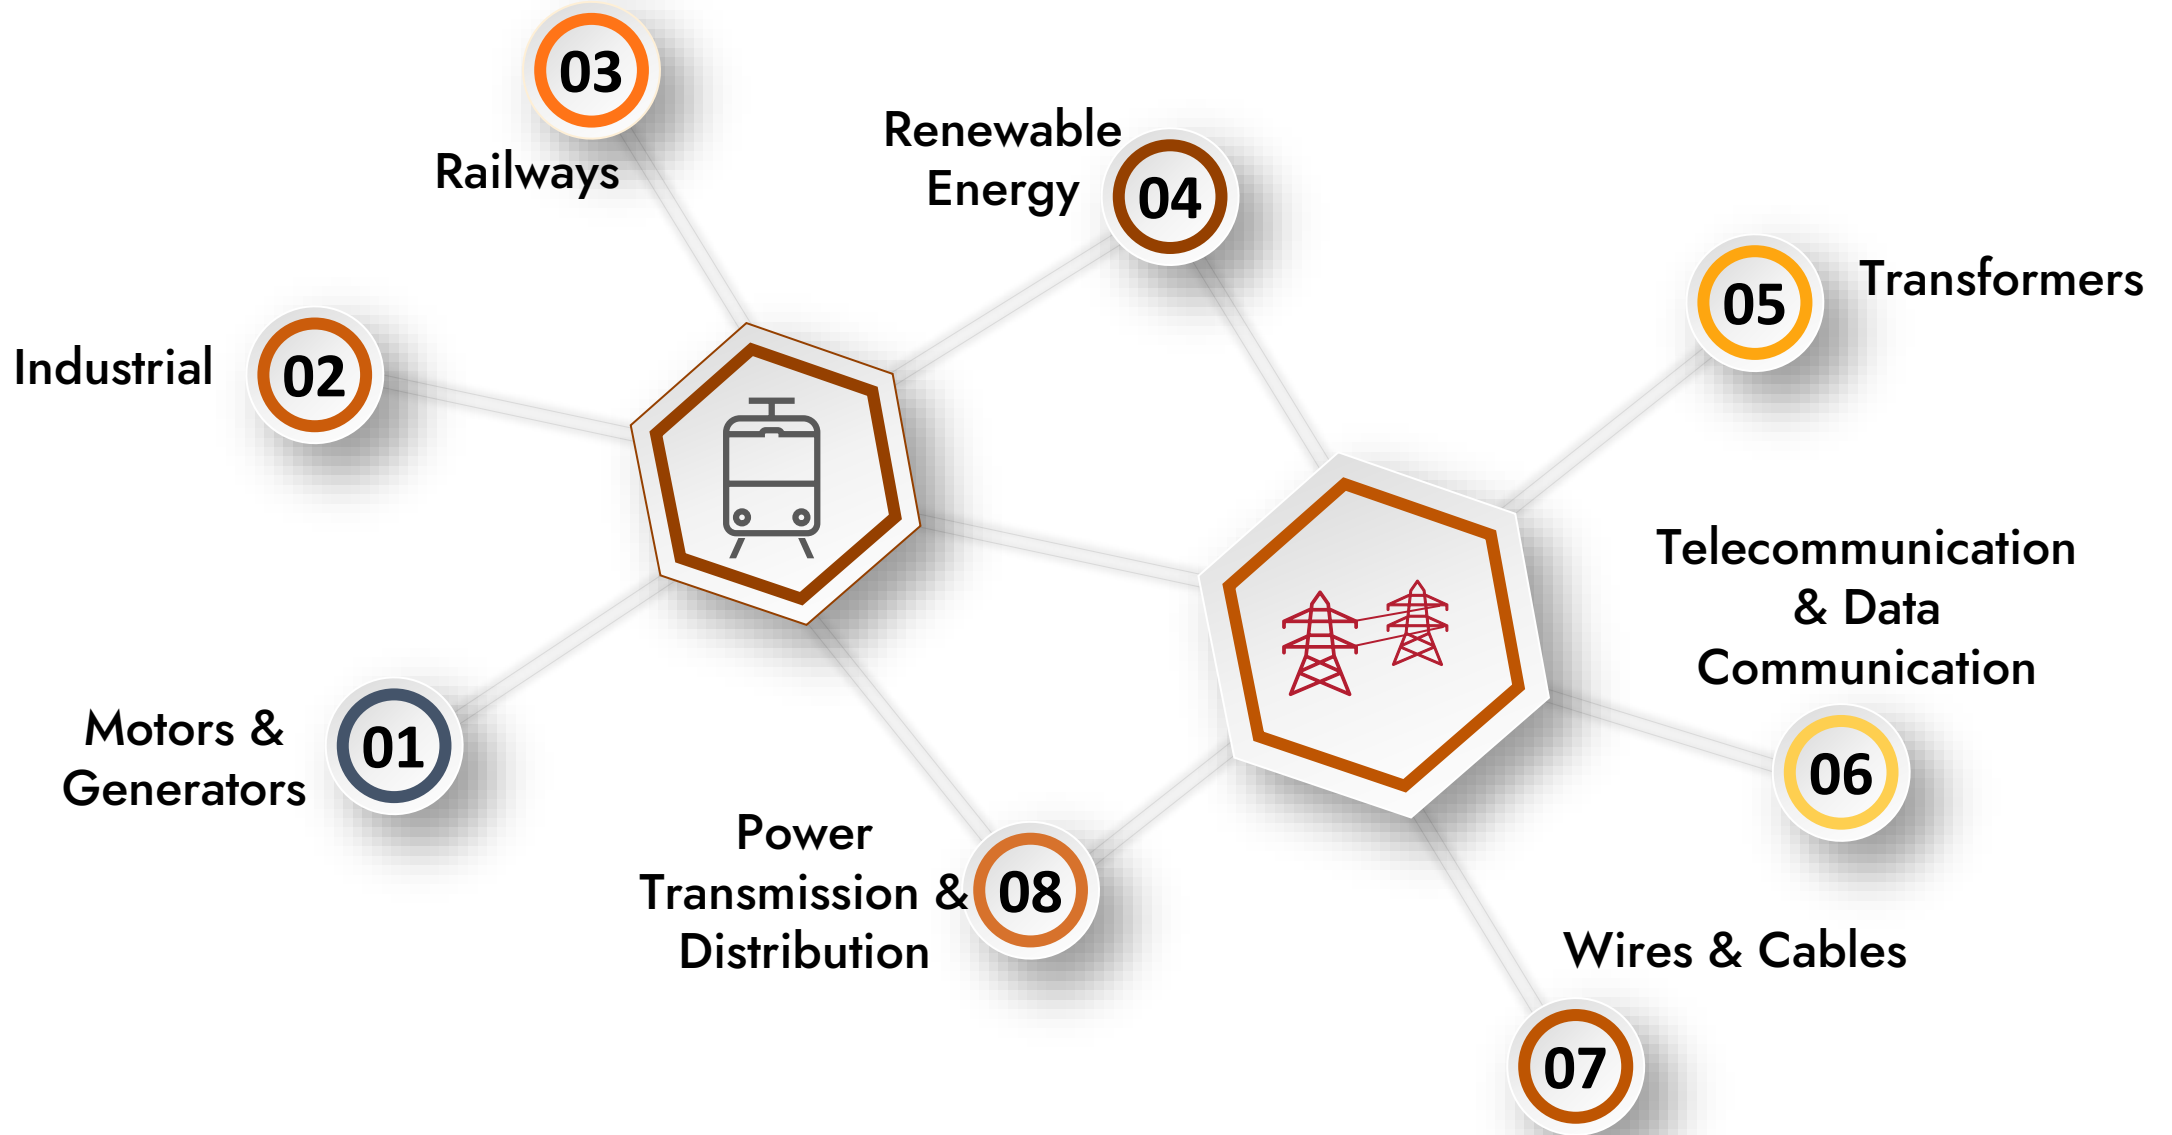 03
Railways
Renewable
Energy
04
05
Transformers
Industrial
02
Telecommunication
& Data
Communication
06
Motors &
Generators
01
Power
Transmission &
Distribution
08
Wires & Cables
07